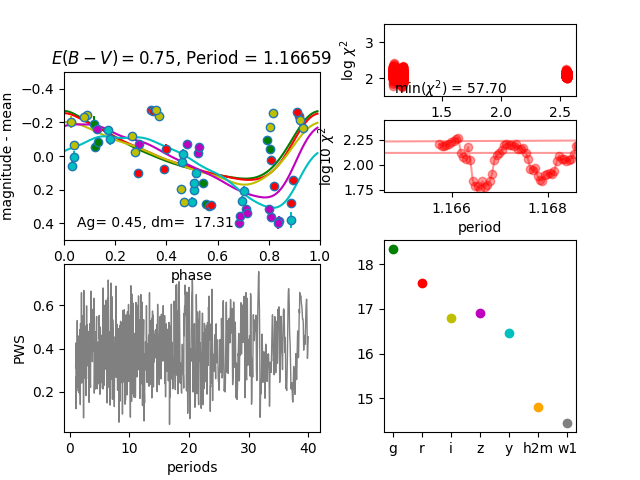 E(B − V) = 0.75, Period = 1.16659
magnitude - mean
−0.4
−0.2
0.0
0.2
0.4
Ag= 0.45, dm= 17.31
0.0 0.2 0.4 0.6 0.8 1.0
phase
log χ²
3
2
min(χ²) = 57.70
1.5 2.0 2.5
log10 χ²
2.25
2.00
1.75
1.166 1.168
period
PWS
0.6
0.4
0.2
0 10 20 30 40
periods
18
17
16
15
g r i z y h2m w1